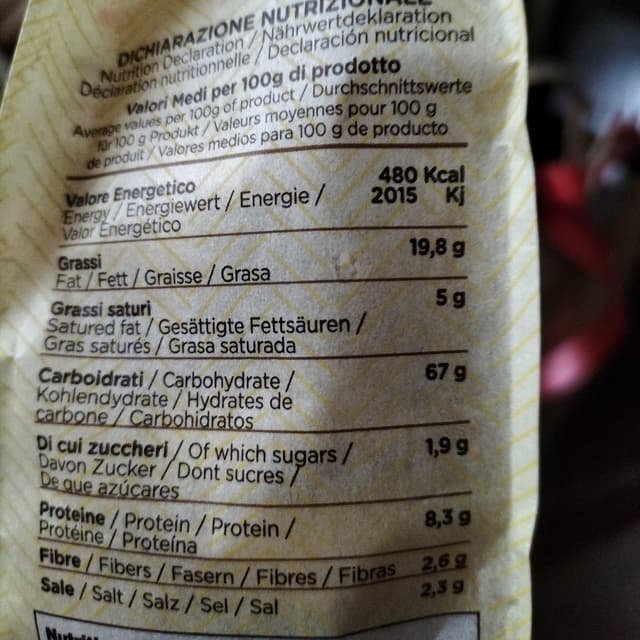 DICHIARAZIONE NUTRIZIONALE
Nutrition Declaration / Nährwertdeklaration
Déclaration nutritionnelle / Declaración nutricional
Valori Medi per 100g di prodotto
Average values per 100g of product / Durchschnittswerte
für 100 g Produkt / Valeurs moyennes pour 100 g
de produit / Valores medios para 100 g de producto
Valore Energetico 480 Kcal
Energy / Energiewert / Energie / 2015 Kj
Valor Energético
Grassi 19,8 g
Fat / Fett / Graisse / Grasa
Grassi saturi 5 g
Satured fat / Gesättigte Fettsäuren /
Gras saturés / Grasa saturada
Carboidrati / Carbohydrate / 67 g
Kohlendydrate / Hydrates de
carbone / Carbohidratos
Di cui zuccheri / Of which sugars / 1,9 g
Davon Zucker / Dont sucres /
De que azúcares
Proteine / Protein / Protein / 8,3 g
Protéine / Proteína
Fibre / Fibers / Fasern / Fibres / Fibras 2,6 g
Sale / Salt / Salz / Sel / Sal 2,3 g